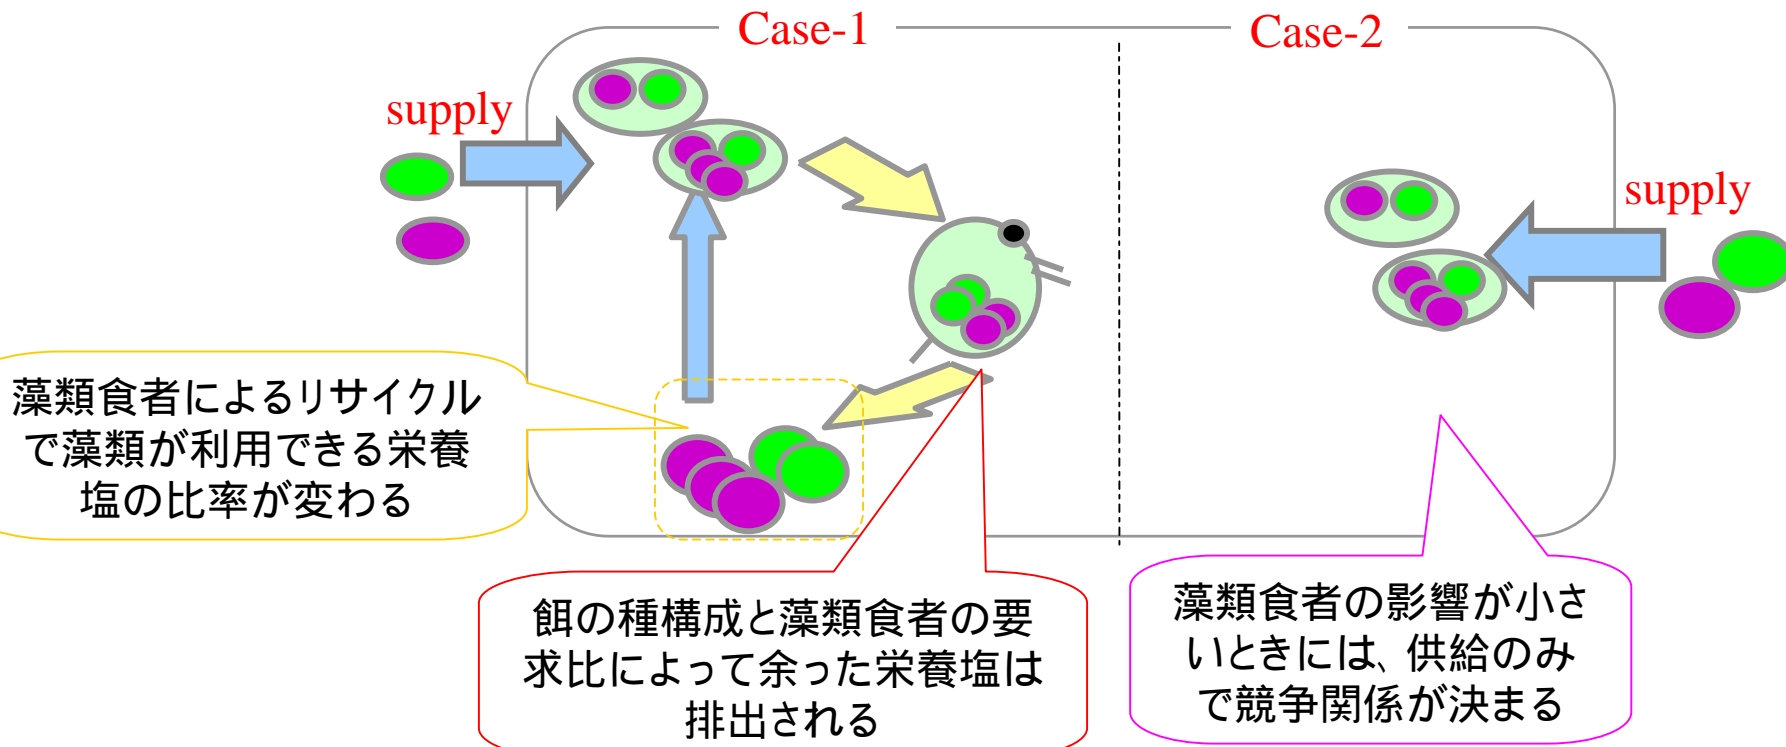 Case-1
Case-2
supply
supply
藻類食者によるリサイクル
で藻類が利用できる栄養
塩の比率が変わる
餌の種構成と藻類食者の要
求比によって余った栄養塩は
排出される
藻類食者の影響が小さ
いときには、供給のみ
で競争関係が決まる